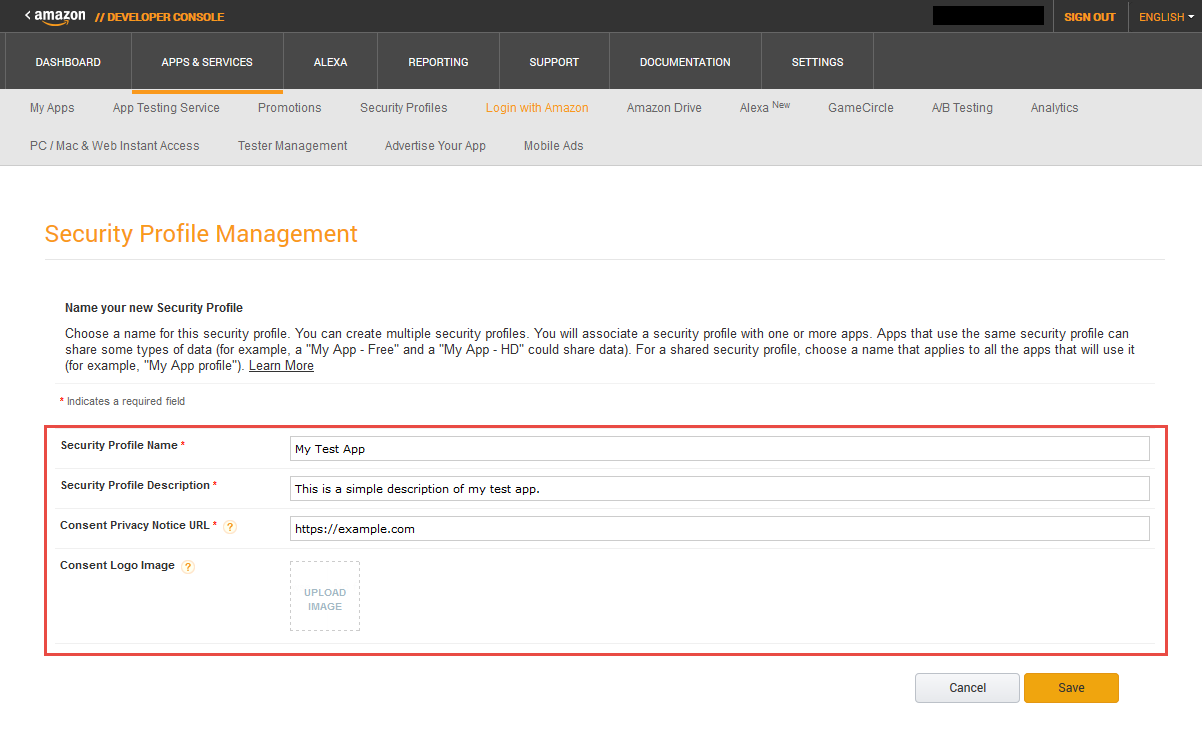 amazon // DEVELOPER CONSOLE SIGN OUT ENGLISH
DASHBOARD APPS & SERVICES ALEXA REPORTING SUPPORT DOCUMENTATION SETTINGS
My Apps App Testing Service Promotions Security Profiles Login with Amazon Amazon Drive Alexa New GameCircle A/B Testing Analytics
PC / Mac & Web Instant Access Tester Management Advertise Your App Mobile Ads
Security Profile Management
Name your new Security Profile
Choose a name for this security profile. You can create multiple security profiles. You will associate a security profile with one or more apps. Apps that use the same security profile can
share some types of data (for example, a "My App - Free" and a "My App - HD" could share data). For a shared security profile, choose a name that applies to all the apps that will use it
(for example, "My App profile"). Learn More
* Indicates a required field
Security Profile Name * My Test App
Security Profile Description * This is a simple description of my test app.
Consent Privacy Notice URL * ? https://example.com
Consent Logo Image ?
UPLOAD
IMAGE
Cancel Save